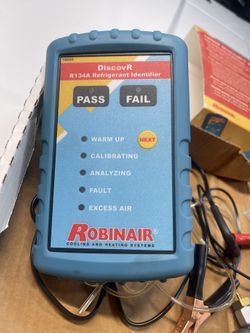 DiscovR
R134A Refrigerant Identifier
PASS FAIL
WARM UP NEXT
CALIBRATING
ANALYZING
FAULT
EXCESS AIR
ROBINAIR
COOLING AND HEATING SYSTEMS